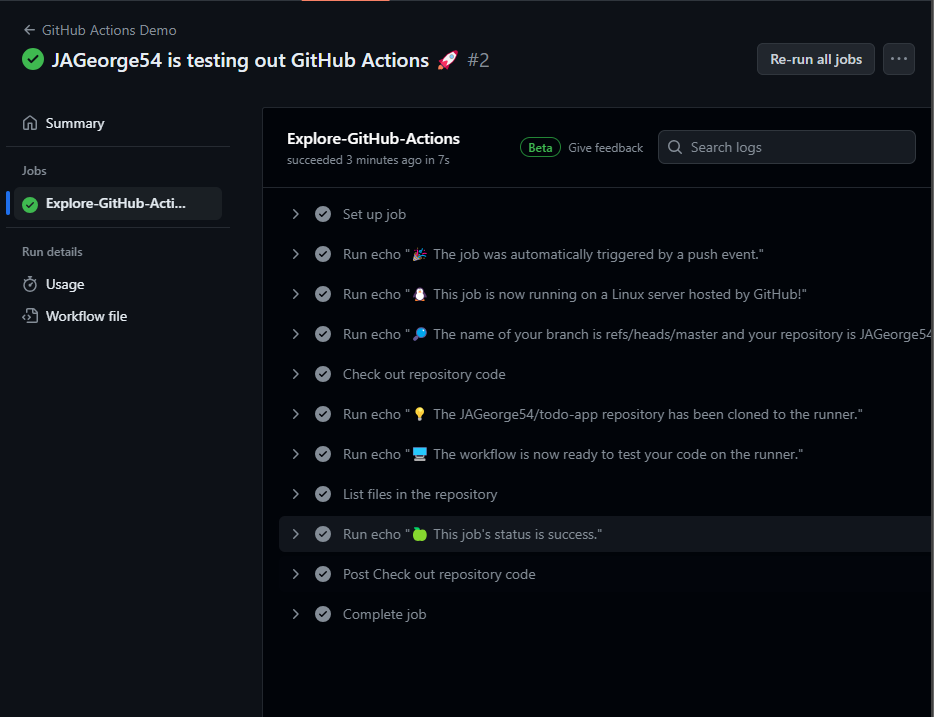 GitHub Actions Demo
JAGeorge54 is testing out GitHub Actions 🚀 #2
Re-run all jobs
Summary
Jobs
Explore-GitHub-Acti...
Run details
Usage
Workflow file
Explore-GitHub-Actions
succeeded 3 minutes ago in 7s
Beta
Give feedback
Search logs
Set up job
Run echo "🎉 The job was automatically triggered by a push event."
Run echo "🐧 This job is now running on a Linux server hosted by GitHub!"
Run echo "🔎 The name of your branch is refs/heads/master and your repository is JAGeorge54
Check out repository code
Run echo "💡 The JAGeorge54/todo-app repository has been cloned to the runner."
Run echo "🖥️ The workflow is now ready to test your code on the runner."
List files in the repository
Run echo "🍏 This job's status is success."
Post Check out repository code
Complete job